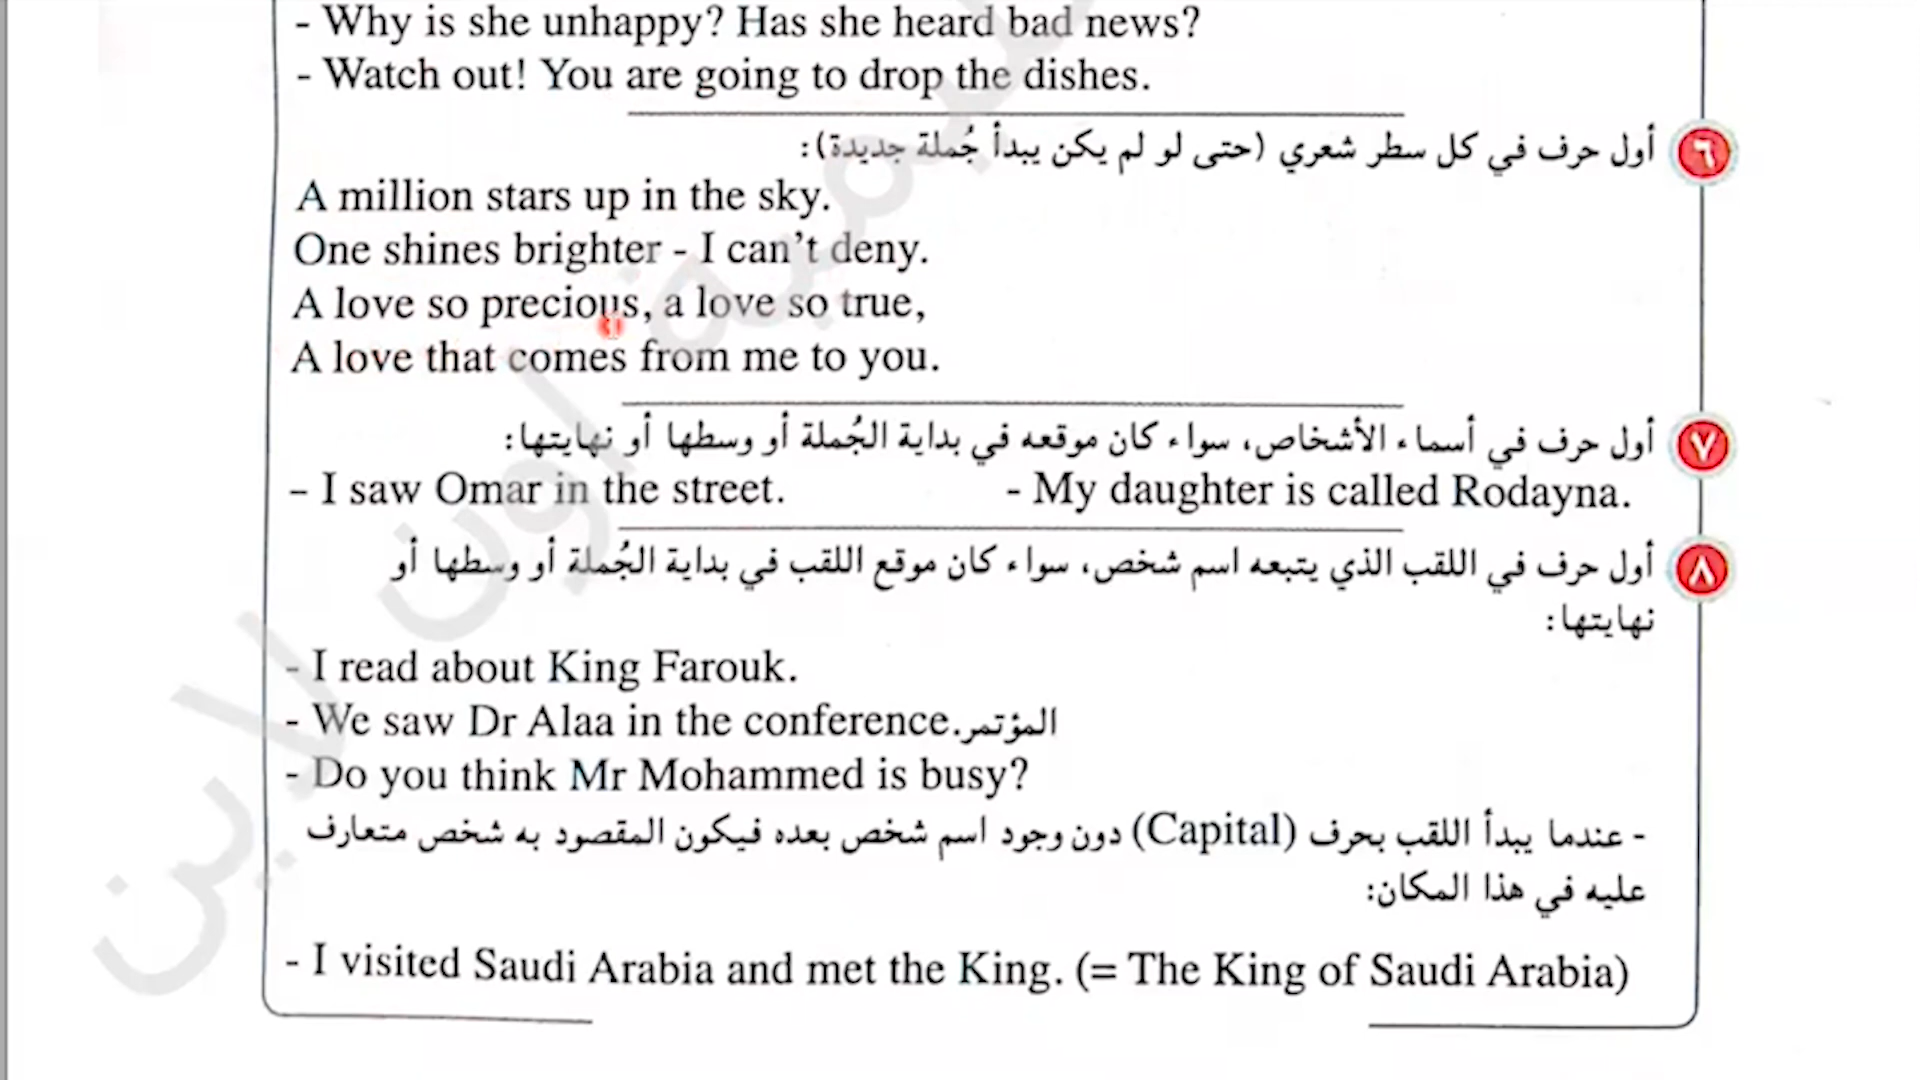 - Why is she unhappy? Has she heard bad news?
- Watch out! You are going to drop the dishes.
٦ أول حرف في كل سطر شعري (حتى لو لم يكن يبدأ جُملة جديدة):
A million stars up in the sky.
One shines brighter - I can't deny.
A love so precious, a love so true,
A love that comes from me to you.
٧ أول حرف في أسماء الأشخاص، سواء كان موقعه في بداية الجُملة أو وسطها أو نهايتها:
- I saw Omar in the street. - My daughter is called Rodayna.
٨ أول حرف في اللقب الذي يتبعه اسم شخص، سواء كان موقع اللقب في بداية الجُملة أو وسطها أو
نهايتها:
- I read about King Farouk.
- We saw Dr Alaa in the conference.المؤتمر
- Do you think Mr Mohammed is busy?
- عندما يبدأ اللقب بحرف (Capital) دون وجود اسم شخص بعده فيكون المقصود به شخص متعارف
عليه في هذا المكان:
- I visited Saudi Arabia and met the King. (= The King of Saudi Arabia)
اون لاين